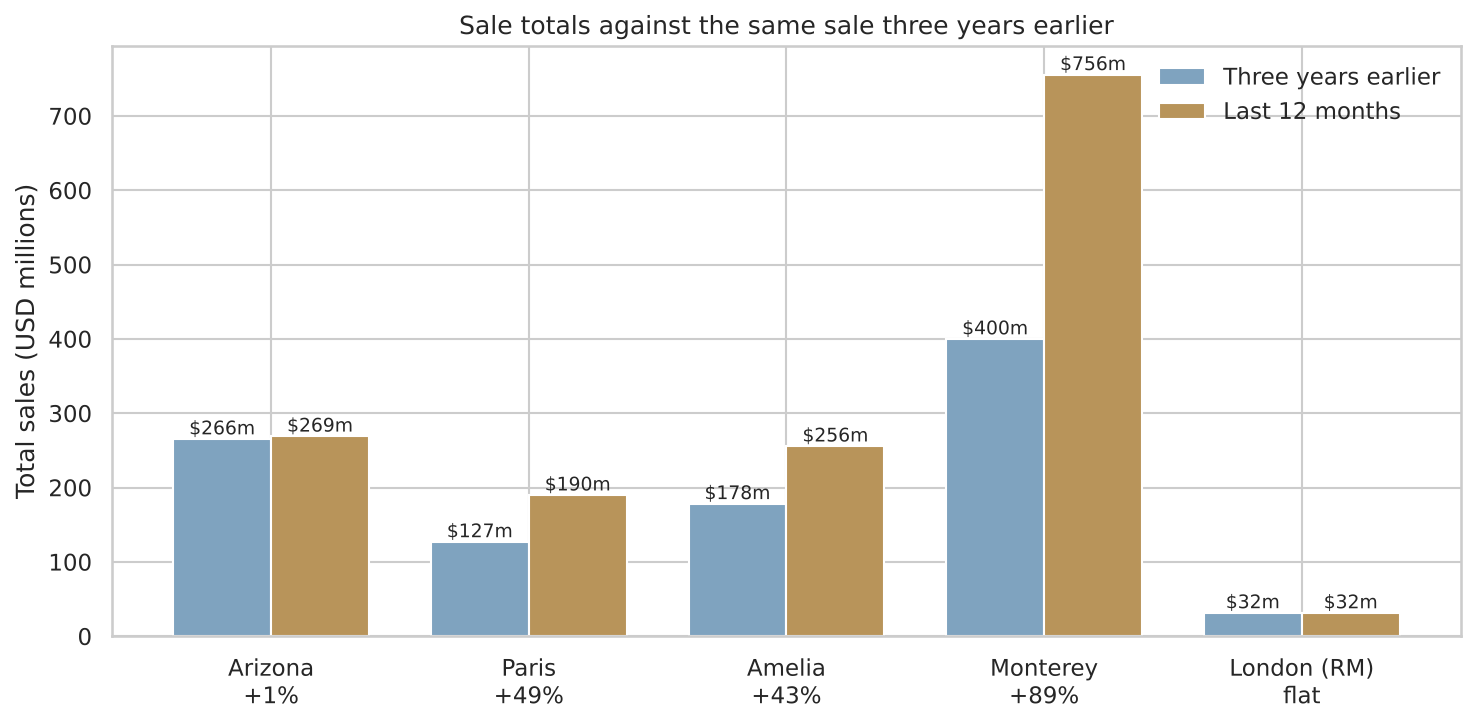 Sale totals against the same sale three years earlier
Total sales (USD millions)
700
600
500
400
300
200
100
0
Three years earlier
Last 12 months
$266m
$269m
$127m
$190m
$178m
$256m
$400m
$756m
$32m
$32m
Arizona
+1%
Paris
+49%
Amelia
+43%
Monterey
+89%
London (RM)
flat